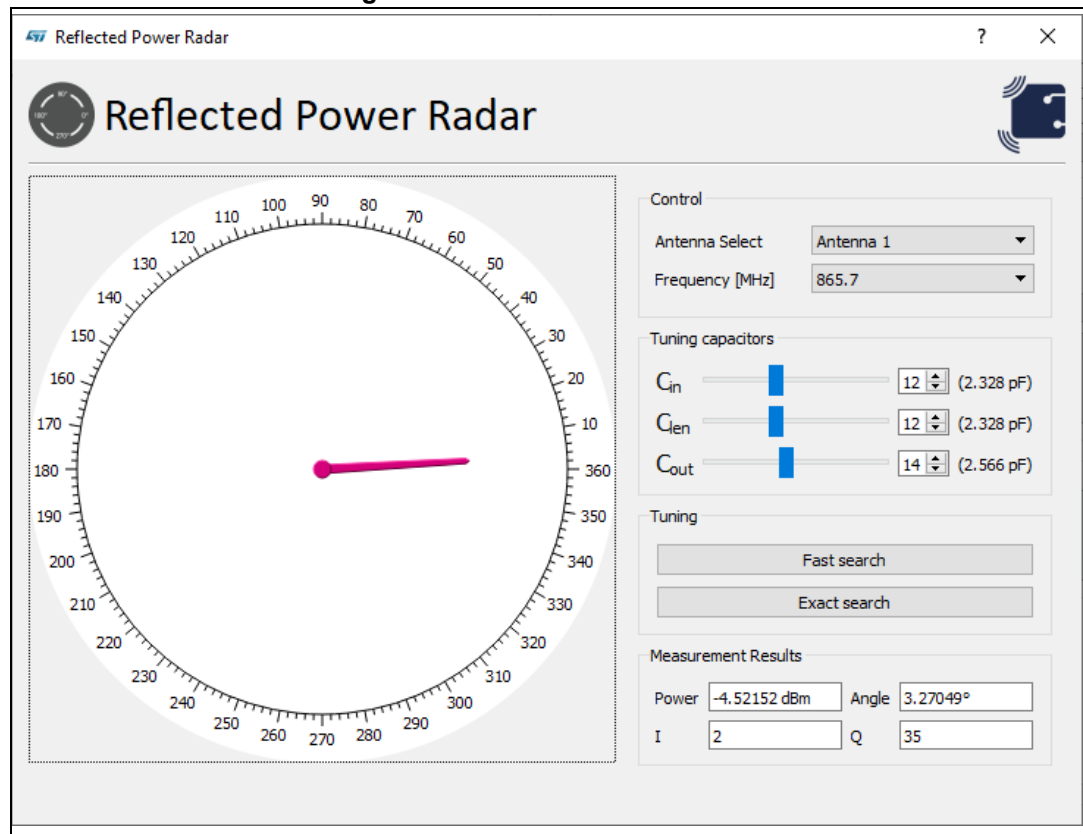 Reflected Power Radar
?
Reflected Power Radar
90°
180° 0°
270°
90
100 80
110 70
120 60
130 50
140 40
150 30
160 20
170 10
180 360
190 350
200 340
210 330
220 320
230 310
240 300
250 290
260 280
270
Control
Antenna Select Antenna 1
Frequency [MHz] 865.7
Tuning capacitors
Cin 12 (2.328 pF)
Clen 12 (2.328 pF)
Cout 14 (2.566 pF)
Tuning
Fast search
Exact search
Measurement Results
Power -4.52152 dBm Angle 3.27049°
I 2 Q 35